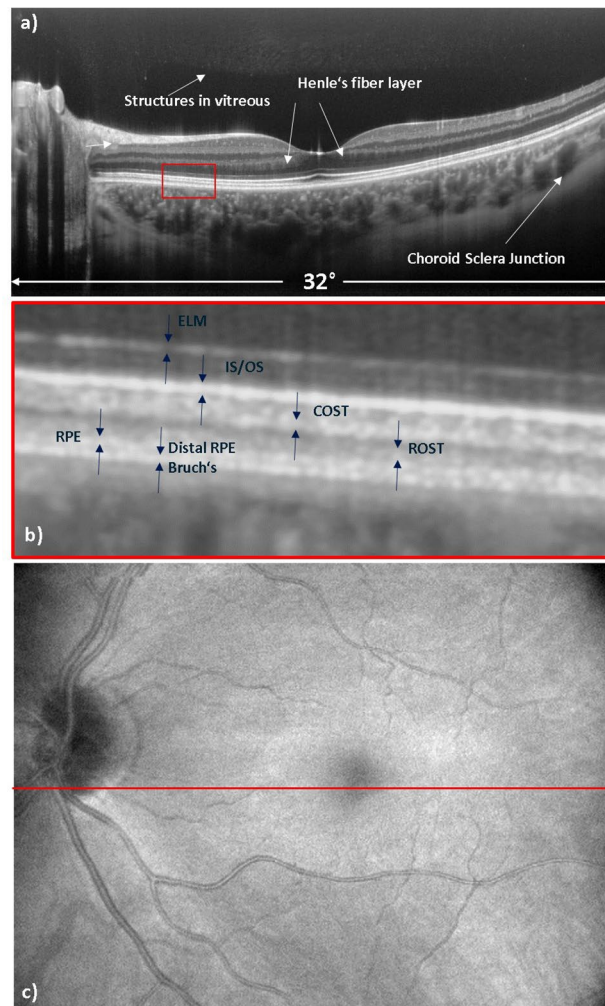 a)
Structures in vitreous
Henle's fiber layer
Choroid Sclera Junction
32°
ELM
IS/OS
COST
RPE
Distal RPE
Bruch's
ROST
b)
c)